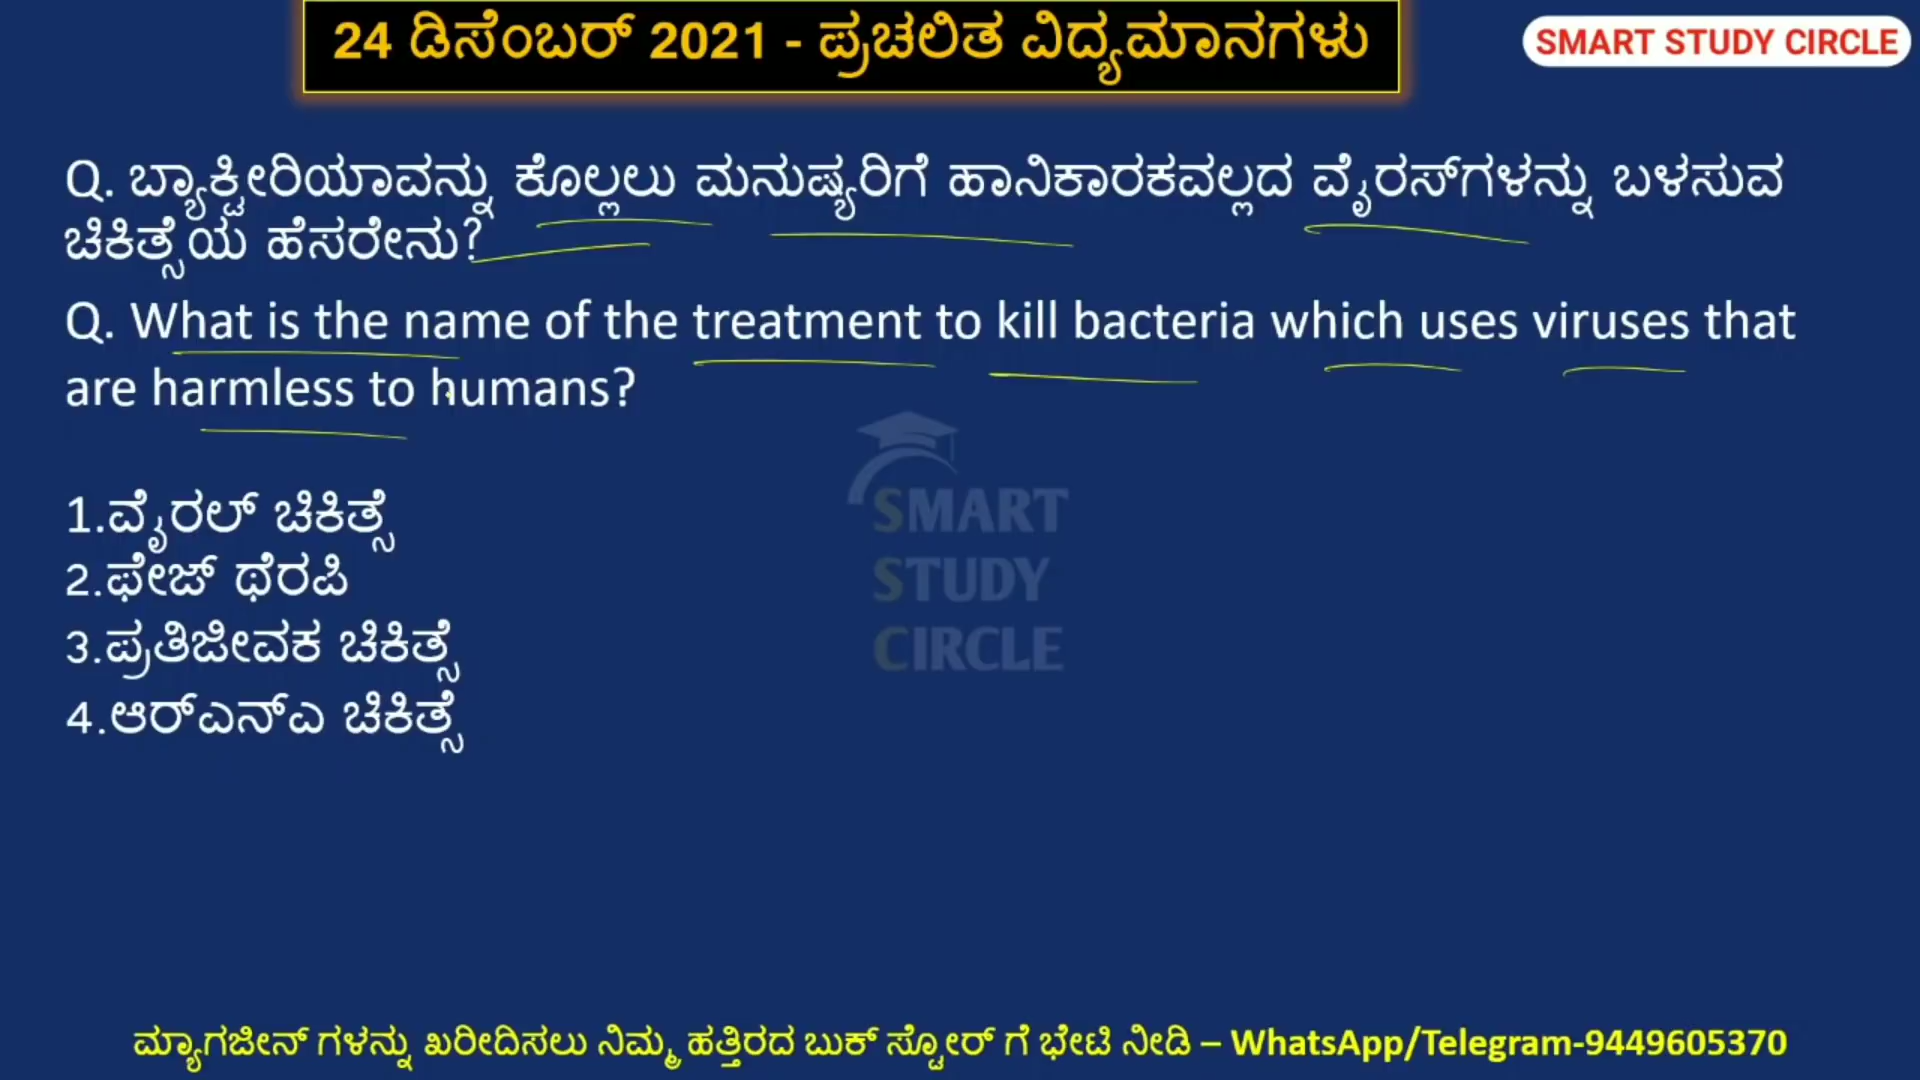 24 ಡಿಸೆಂಬರ್ 2021 - ಪ್ರಚಲಿತ ವಿದ್ಯಮಾನಗಳು
SMART STUDY CIRCLE
Q. ಬ್ಯಾಕ್ಟೀರಿಯಾವನ್ನು ಕೊಲ್ಲಲು ಮನುಷ್ಯರಿಗೆ ಹಾನಿಕಾರಕವಲ್ಲದ ವೈರಸ್‌ಗಳನ್ನು ಬಳಸುವ
ಚಿಕಿತ್ಸೆಯ ಹೆಸರೇನು?
Q. What is the name of the treatment to kill bacteria which uses viruses that
are harmless to humans?
1.ವೈರಲ್ ಚಿಕಿತ್ಸೆ
2.ಫೇಜ್ ಥೆರಪಿ
3.ಪ್ರತಿಜೀವಕ ಚಿಕಿತ್ಸೆ
4.ಆರ್‌ಎನ್‌ಎ ಚಿಕಿತ್ಸೆ
SMART
STUDY
CIRCLE
ಮ್ಯಾಗಜೀನ್ ಗಳನ್ನು ಖರೀದಿಸಲು ನಿಮ್ಮ ಹತ್ತಿರದ ಬುಕ್ ಸ್ಟೋರ್ ಗೆ ಭೇಟಿ ನೀಡಿ – WhatsApp/Telegram-9449605370